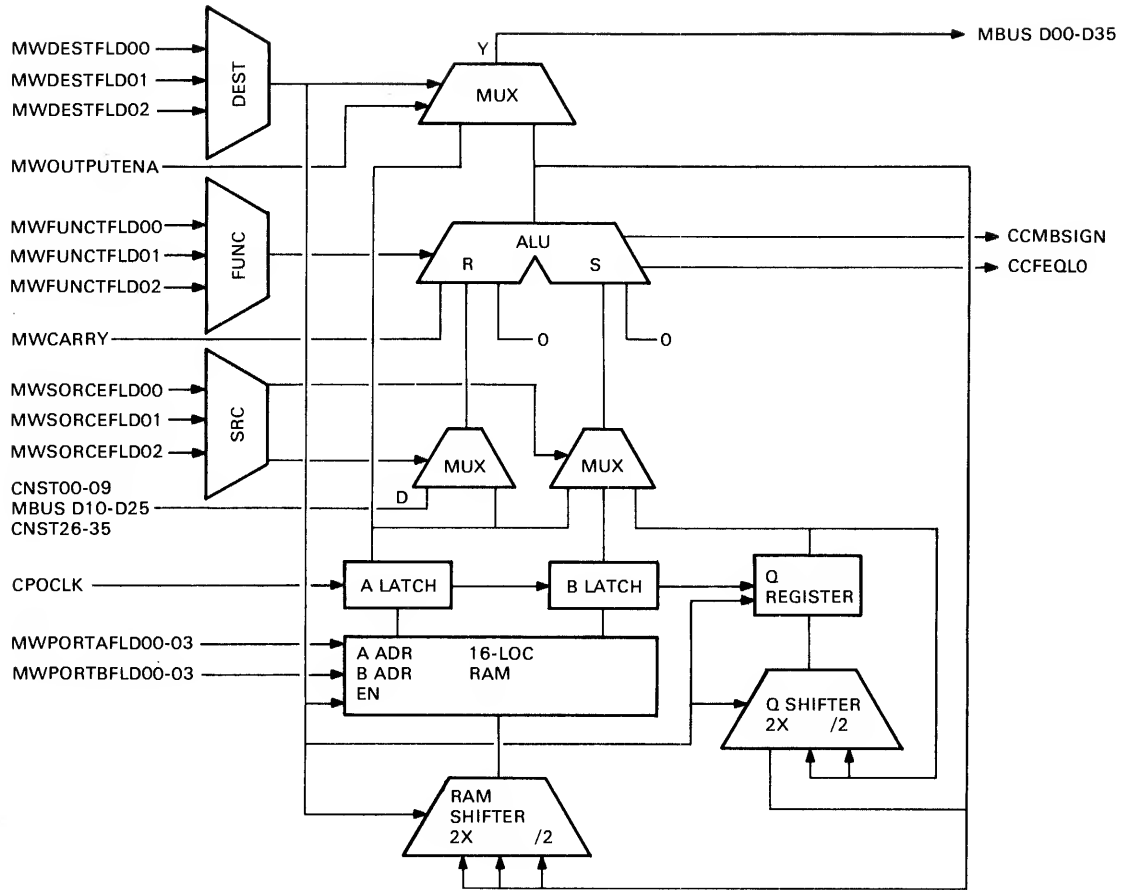 MWDESTFLD00
MWDESTFLD01
MWDESTFLD02
DEST
Y
MUX
MBUS D00-D35
MWOUTPUTENA
MWFUNCTFLD00
MWFUNCTFLD01
MWFUNCTFLD02
FUNC
ALU
R
S
CCMBSIGN
CCFEQL0
MWCARRY
0
0
MWSORCEFLD00
MWSORCEFLD01
MWSORCEFLD02
SRC
MUX
MUX
CNST00-09
MBUS D10-D25
CNST26-35
D
CPOCLK
A LATCH
B LATCH
Q
REGISTER
MWPORTAFLD00-03
MWPORTBFLD00-03
A ADR
B ADR
EN
16-LOC
RAM
Q SHIFTER
2X /2
RAM
SHIFTER
2X /2